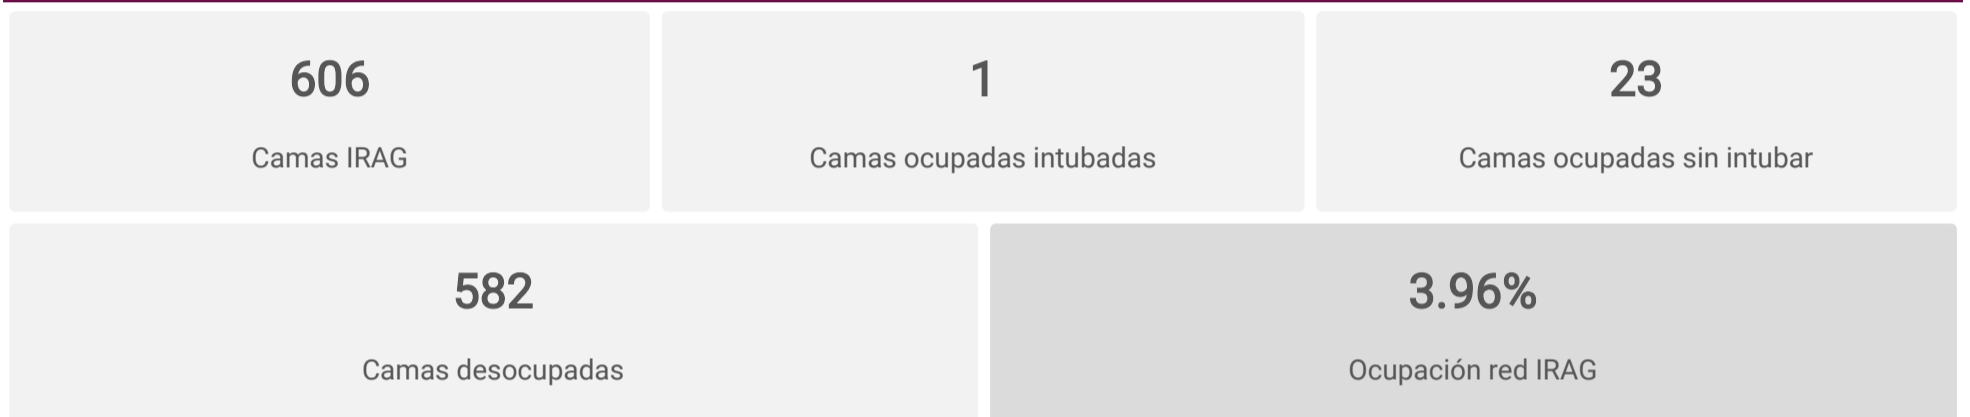 606
Camas IRAG
1
Camas ocupadas intubadas
23
Camas ocupadas sin intubar
582
Camas desocupadas
3.96%
Ocupación red IRAG